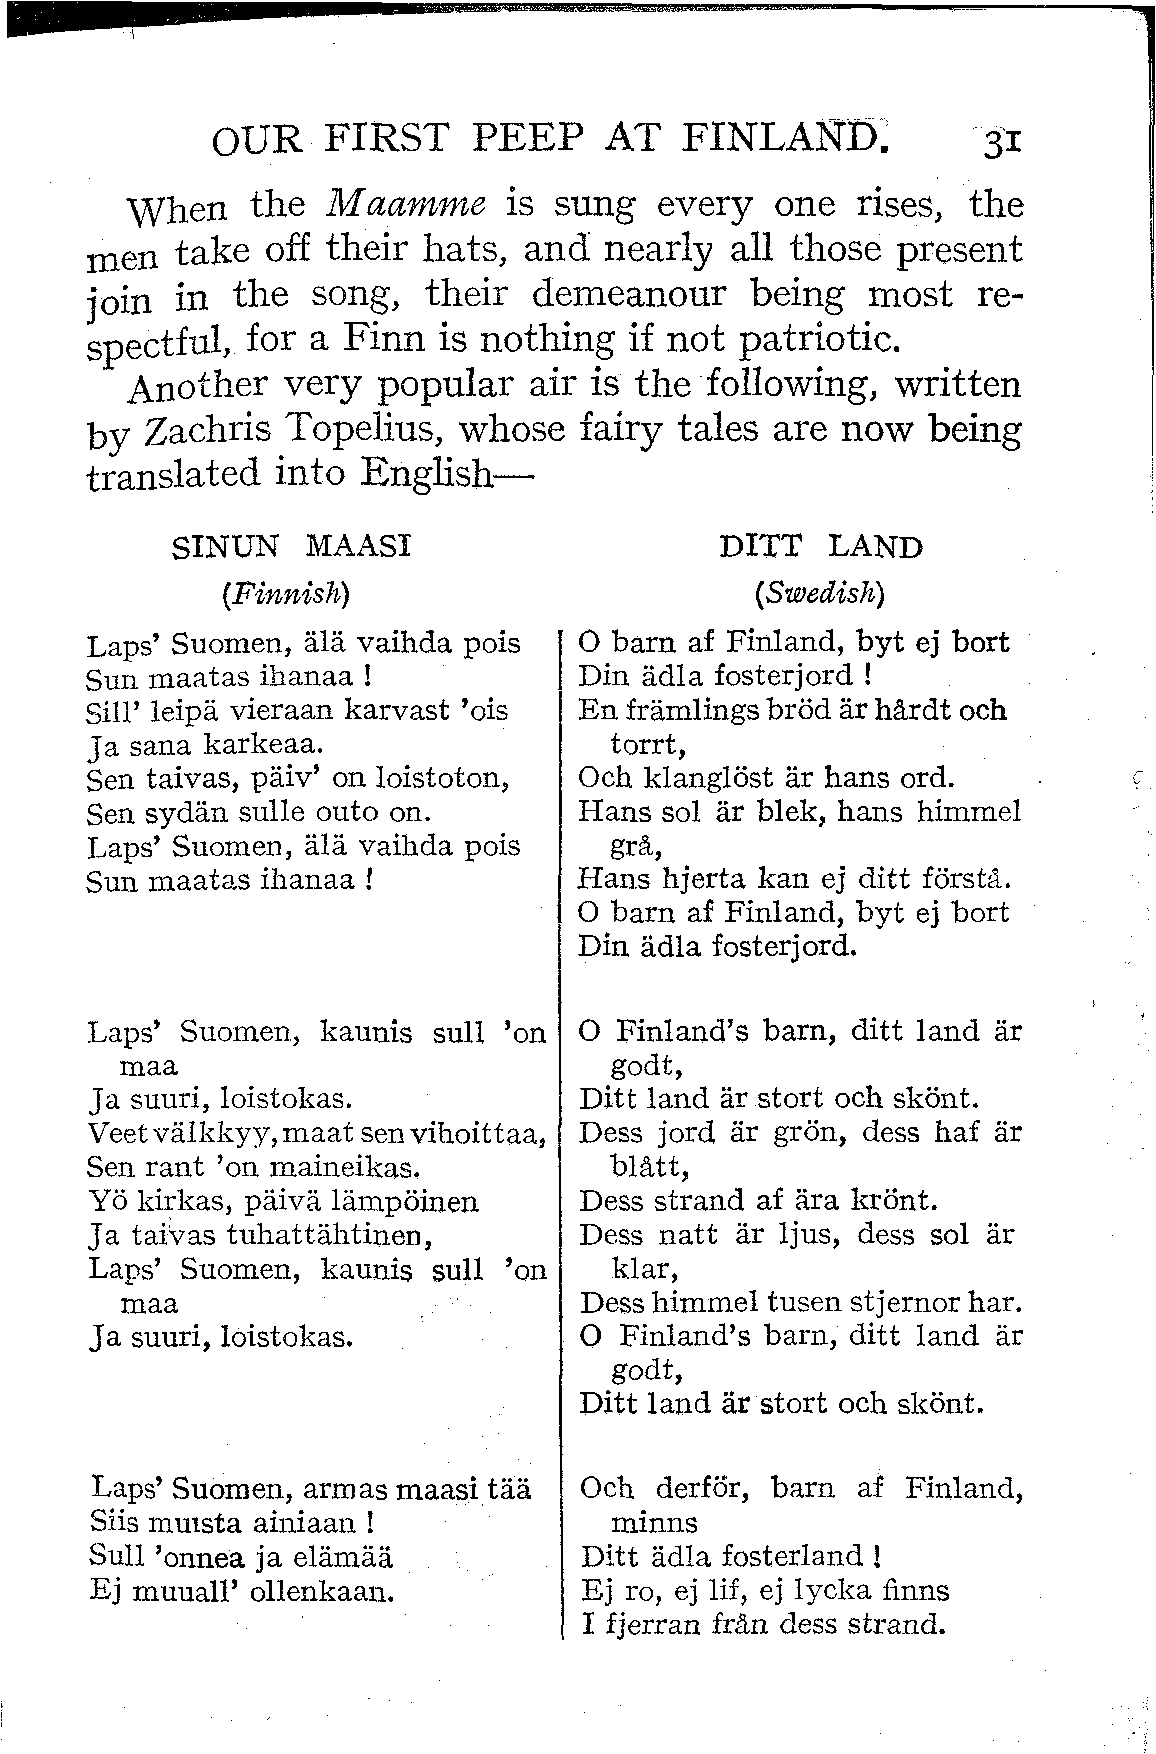 OUR FIRST PEEP AT FINLAND. 31
When the Maamme is sung every one rises, the
men take off their hats, and nearly all those present
join in the song, their demeanour being most re-
spectful, for a Finn is nothing if not patriotic.
Another very popular air is the following, written
by Zachris Topelius, whose fairy tales are now being
translated into English—
SINUN MAASI
(Finnish)
Laps' Suomen, älä vaihda pois
Sun maatas ihanaa !
Sill' leipä vieraan karvast 'ois
Ja sana karkeaa.
Sen taivas, päiv' on loistoton,
Sen sydän sulle outo on.
Laps' Suomen, älä vaihda pois
Sun maatas ihanaa !
Laps' Suomen, kaunis sull 'on
maa
Ja suuri, loistokas.
Veet välkkyy, maat sen vihoittaa,
Sen rant 'on maineikas.
Yö kirkas, päivä lämpöinen
Ja taivas tuhattähtinen,
Laps' Suomen, kaunis sull 'on
maa
Ja suuri, loistokas.
Laps' Suomen, armas maasi tää
Siis muista ainiaan !
Sull 'onnea ja elämää
Ej muuall' ollenkaan.
DITT LAND
(Swedish)
O barn af Finland, byt ej bort
Din ädla fosterjord !
En främlings bröd är hårdt och
torrt,
Och klanglöst är hans ord.
Hans sol är blek, hans himmel
grå,
Hans hjerta kan ej ditt förstå.
O barn af Finland, byt ej bort
Din ädla fosterjord.
O Finland's barn, ditt land är
godt,
Ditt land är stort och skönt.
Dess jord är grön, dess haf är
blått,
Dess strand af ära krönt.
Dess natt är ljus, dess sol är
klar,
Dess himmel tusen stjernor har.
O Finland's barn, ditt land är
godt,
Ditt land är stort och skönt.
Och derför, barn af Finland,
minns
Ditt ädla fosterland !
Ej ro, ej lif, ej lycka finns
I fjerran från dess strand.